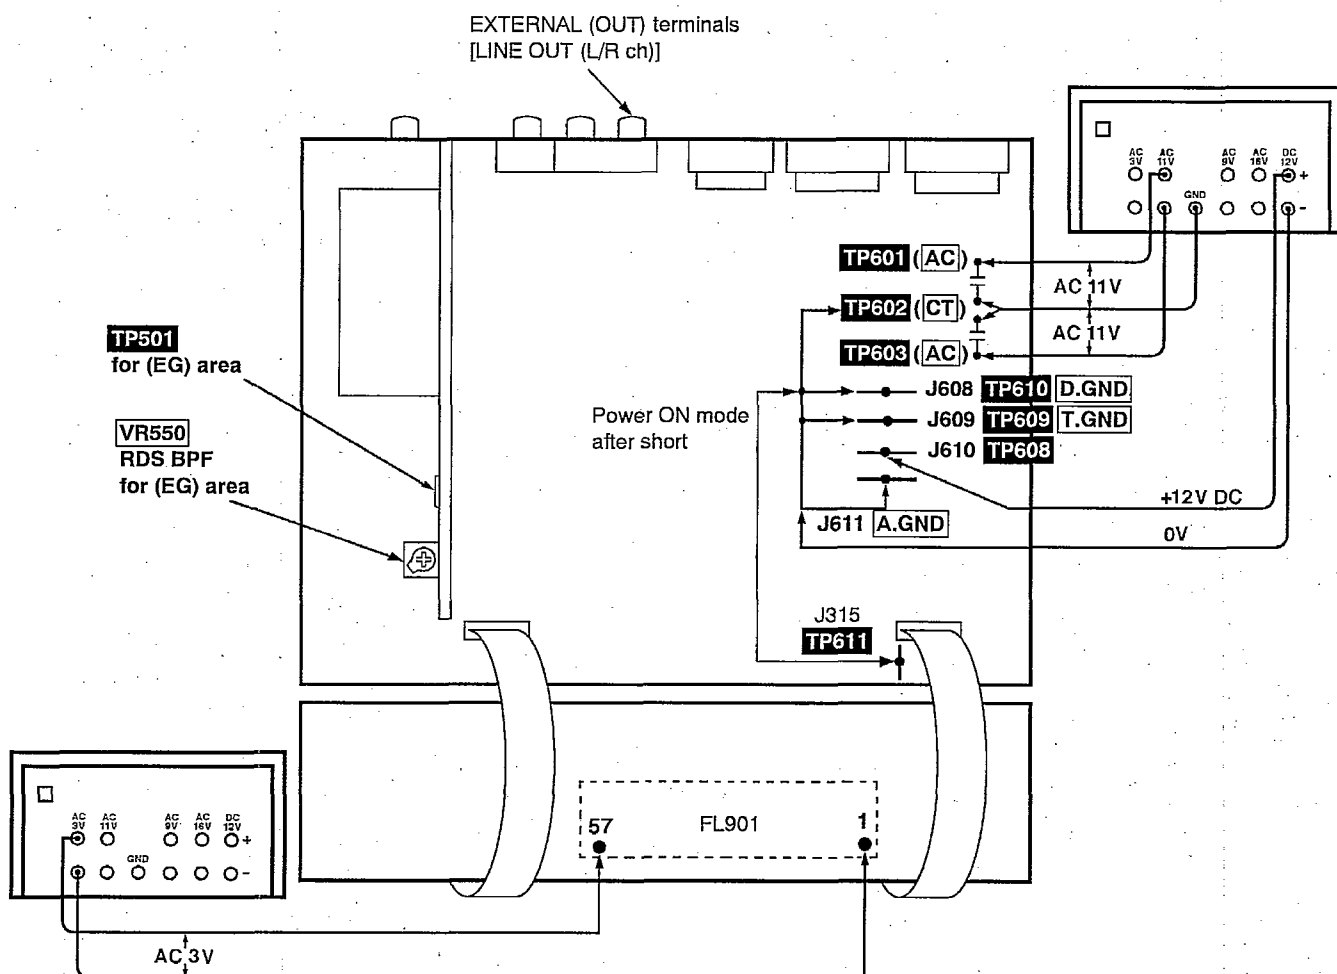 EXTERNAL (OUT) terminals
[LINE OUT (L/R ch)]
AC 3V
AC 11V
AC 9V
AC 16V
DC 12V
+
GND
-
TP601 (AC)
AC 11V
TP602 (CT)
AC 11V
TP603 (AC)
TP501
for (EG) area
J608 TP610 D.GND
Power ON mode
after short
J609 TP609 T.GND
VR550
RDS BPF
for (EG) area
J610 TP608
+12V DC
J611 A.GND
0V
J315
TP611
AC 3V
AC 11V
AC 9V
AC 16V
DC 12V
+
GND
-
57
FL901
1
AC 3V